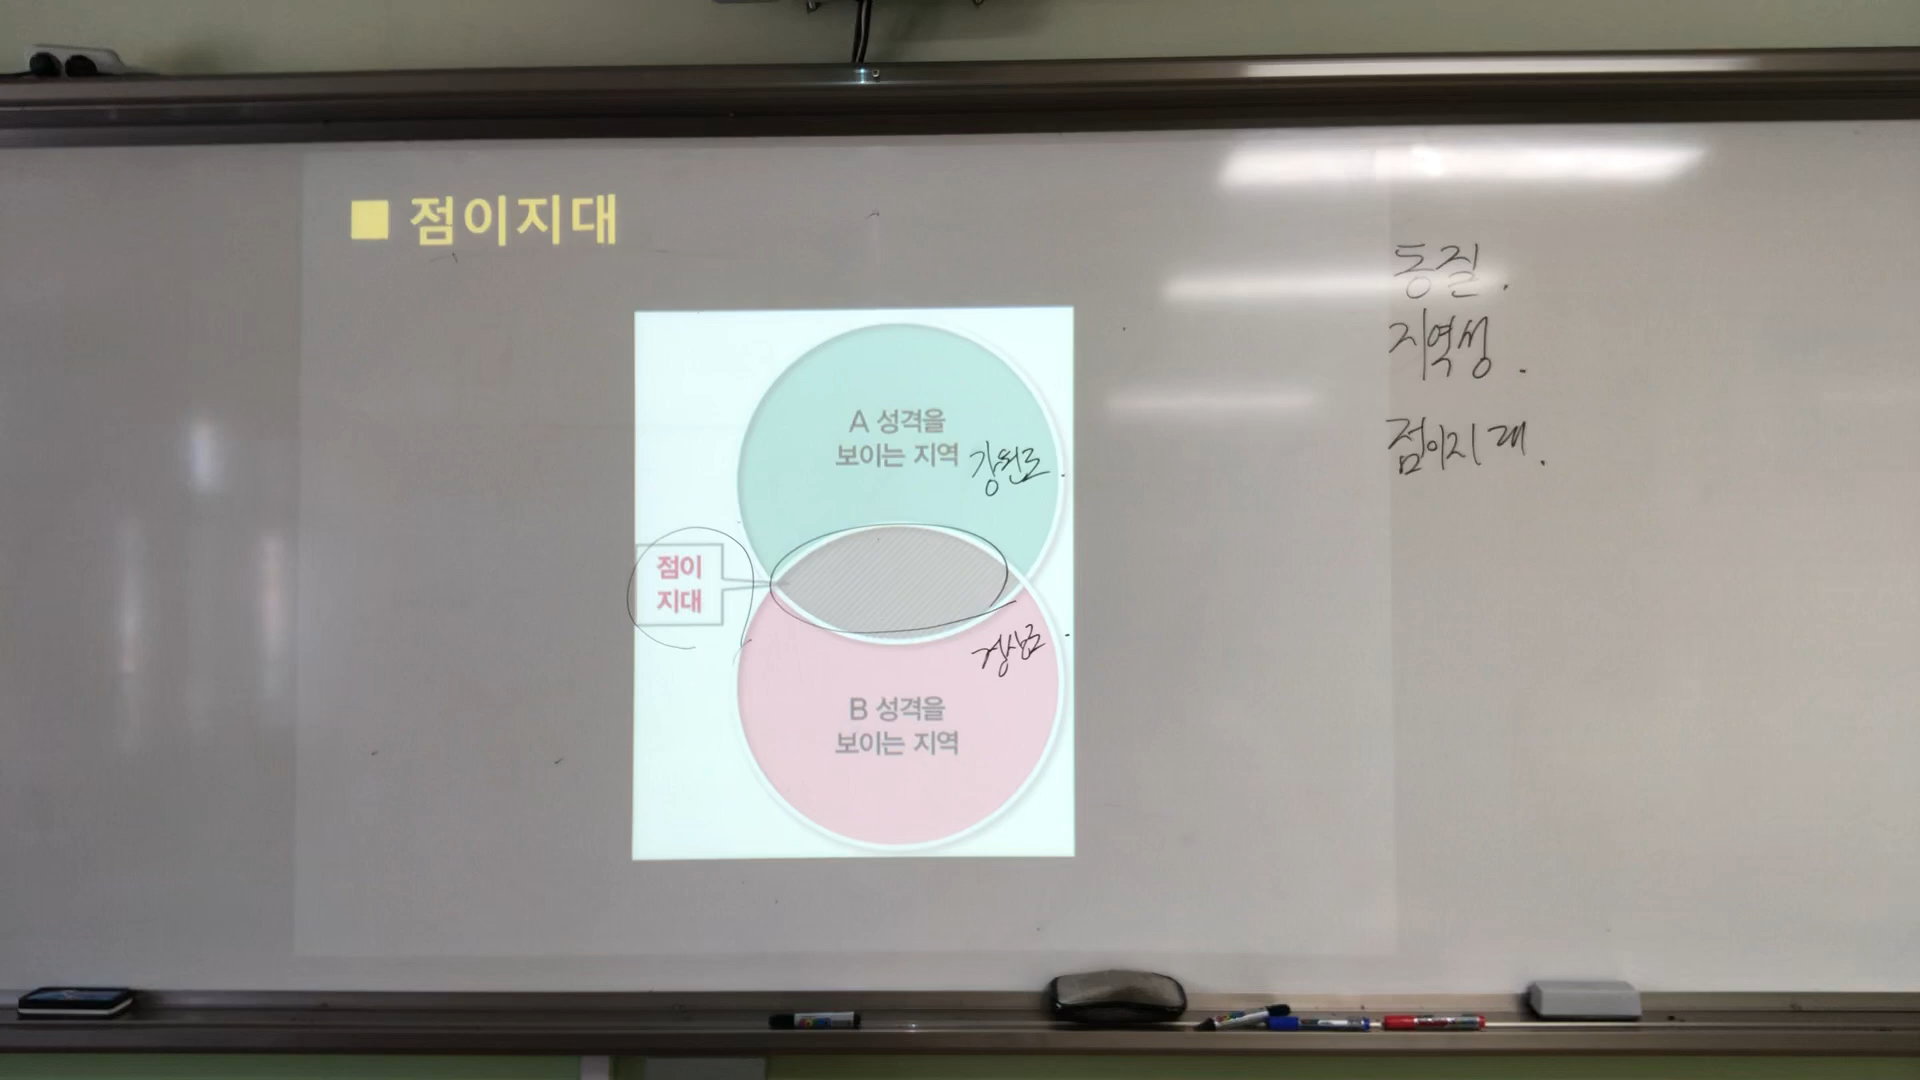 ■ 점이지대
A 성격을
보이는 지역
강원도.
점이
지대
경상도.
B 성격을
보이는 지역
동질.
지역성.
점이지대.